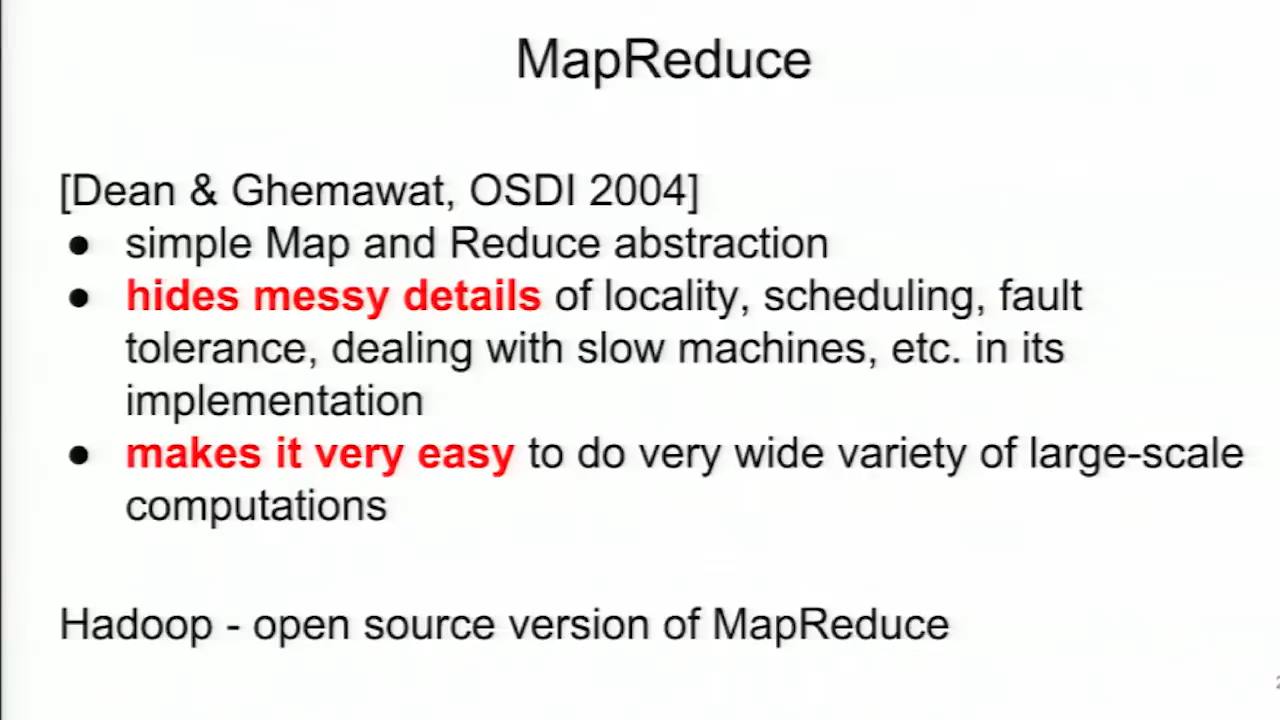 MapReduce
[Dean & Ghemawat, OSDI 2004]
● simple Map and Reduce abstraction
● hides messy details of locality, scheduling, fault
tolerance, dealing with slow machines, etc. in its
implementation
● makes it very easy to do very wide variety of large-scale
computations
Hadoop - open source version of MapReduce